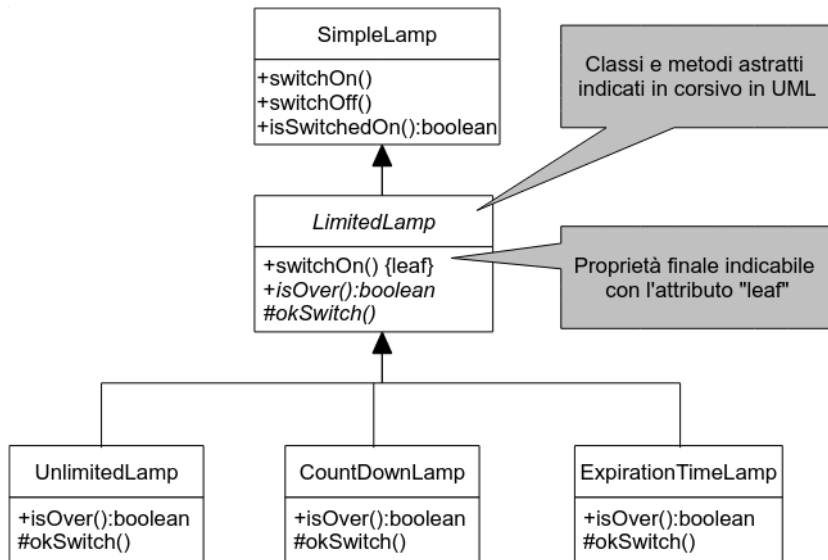 SimpleLamp
+switchOn()
+switchOff()
+isSwitchedOn():boolean
Classi e metodi astratti
indicati in corsivo in UML
LimitedLamp
+switchOn() {leaf}
+isOver():boolean
#okSwitch()
Proprietà finale indicabile
con l'attributo "leaf"
UnlimitedLamp
+isOver():boolean
#okSwitch()
CountDownLamp
+isOver():boolean
#okSwitch()
ExpirationTimeLamp
+isOver():boolean
#okSwitch()